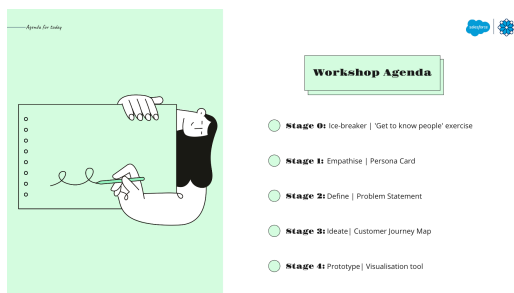 Agenda for today
salesforce
Workshop Agenda
Stage 0: Ice-breaker | 'Get to know people' exercise
Stage 1: Empathise | Persona Card
Stage 2: Define | Problem Statement
Stage 3: Ideate| Customer Journey Map
Stage 4: Prototype| Visualisation tool